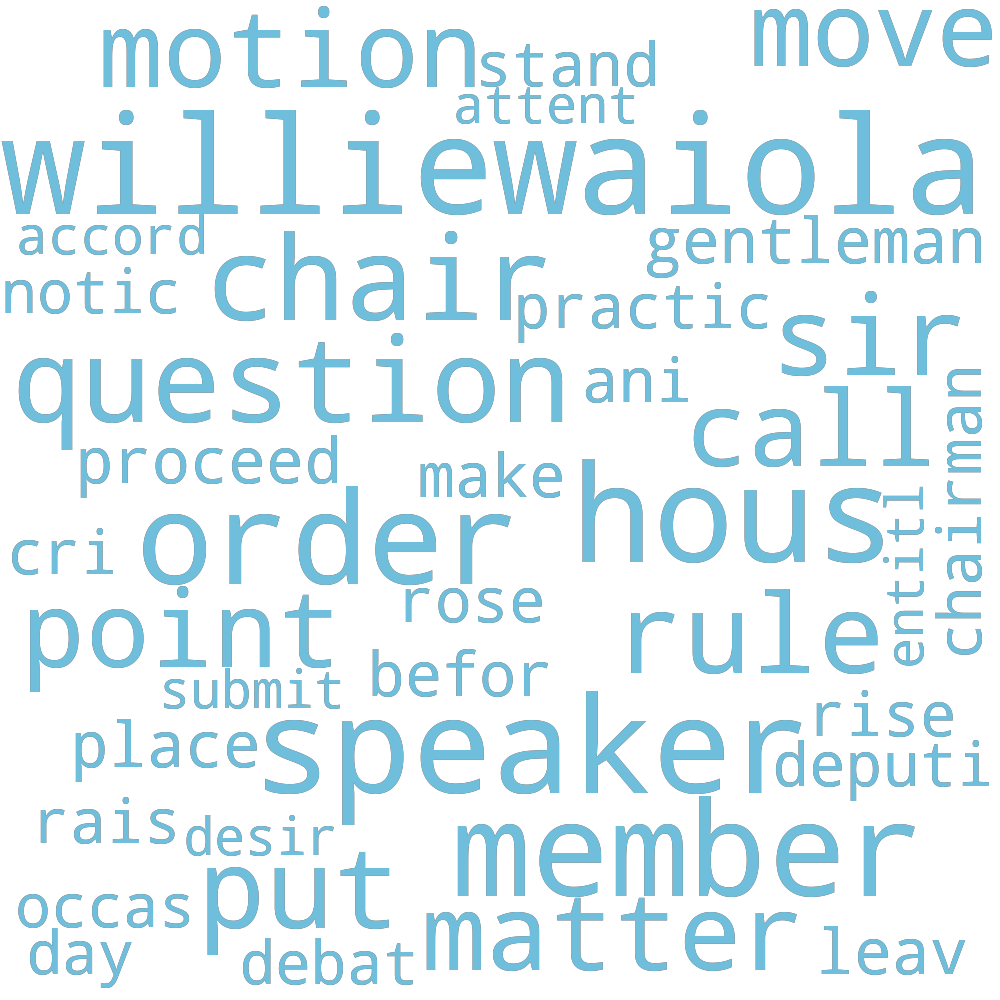 motion
stand
move
attent
williewaiola
accord
chair
gentleman
notic
practic
sir
question
ani
call
proceed
make
chairman
order
hous
entitl
cri
rose
point
rule
submit
befor
speaker
rise
place
deputi
rais
desir
member
put
occas
matter
day
debat
leav